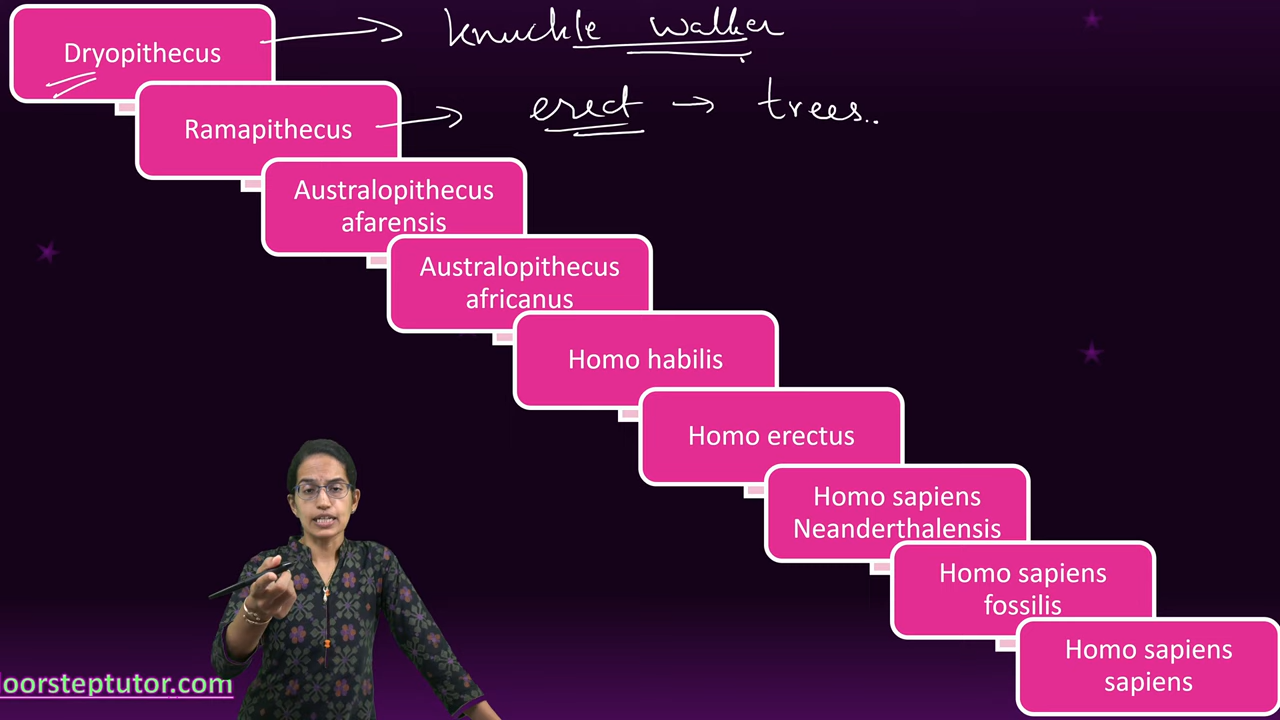 Dryopithecus
knuckle walker
Ramapithecus
erect → trees..
Australopithecus
afarensis
Australopithecus
africanus
Homo habilis
Homo erectus
Homo sapiens
Neanderthalensis
Homo sapiens
fossilis
Homo sapiens
sapiens
loorsteptutor.com